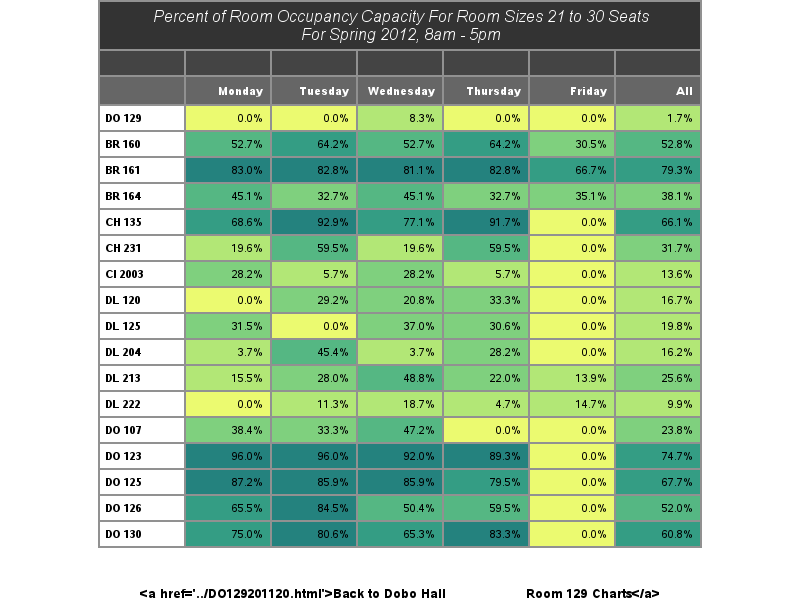 Percent of Room Occupancy Capacity For Room Sizes 21 to 30 Seats
For Spring 2012, 8am - 5pm
Monday Tuesday Wednesday Thursday Friday All
DO 129 0.0% 0.0% 8.3% 0.0% 0.0% 1.7%
BR 160 52.7% 64.2% 52.7% 64.2% 30.5% 52.8%
BR 161 83.0% 82.8% 81.1% 82.8% 66.7% 79.3%
BR 164 45.1% 32.7% 45.1% 32.7% 35.1% 38.1%
CH 135 68.6% 92.9% 77.1% 91.7% 0.0% 66.1%
CH 231 19.6% 59.5% 19.6% 59.5% 0.0% 31.7%
CI 2003 28.2% 5.7% 28.2% 5.7% 0.0% 13.6%
DL 120 0.0% 29.2% 20.8% 33.3% 0.0% 16.7%
DL 125 31.5% 0.0% 37.0% 30.6% 0.0% 19.8%
DL 204 3.7% 45.4% 3.7% 28.2% 0.0% 16.2%
DL 213 15.5% 28.0% 48.8% 22.0% 13.9% 25.6%
DL 222 0.0% 11.3% 18.7% 4.7% 14.7% 9.9%
DO 107 38.4% 33.3% 47.2% 0.0% 0.0% 23.8%
DO 123 96.0% 96.0% 92.0% 89.3% 0.0% 74.7%
DO 125 87.2% 85.9% 85.9% 79.5% 0.0% 67.7%
DO 126 65.5% 84.5% 50.4% 59.5% 0.0% 52.0%
DO 130 75.0% 80.6% 65.3% 83.3% 0.0% 60.8%
<a href='../DO129201120.html'>Back to Dobo Hall Room 129 Charts</a>